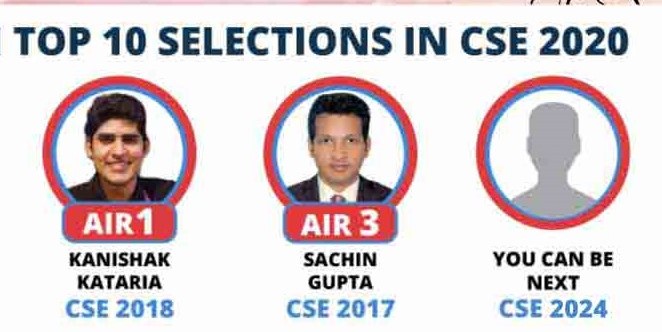 TOP 10 SELECTIONS IN CSE 2020
AIR 1
KANISHAK
KATARIA
CSE 2018
AIR 3
SACHIN
GUPTA
CSE 2017
YOU CAN BE
NEXT
CSE 2024